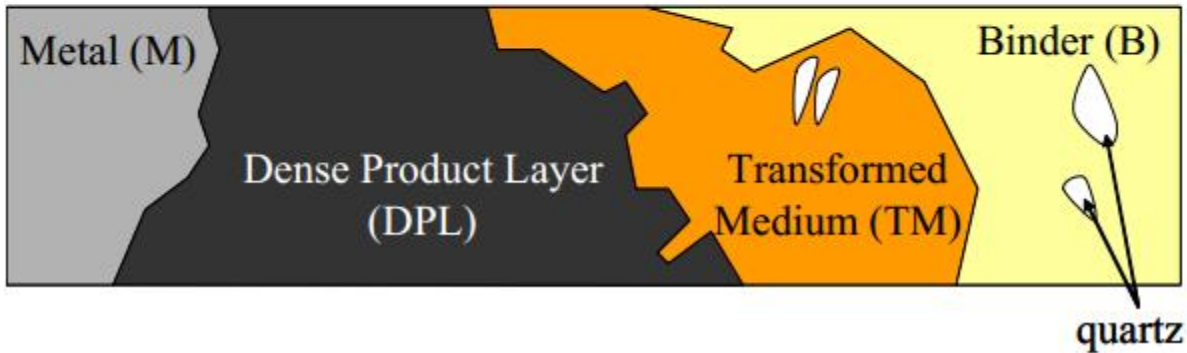 Metal (M)
Dense Product Layer
(DPL)
Transformed
Medium (TM)
Binder (B)
quartz